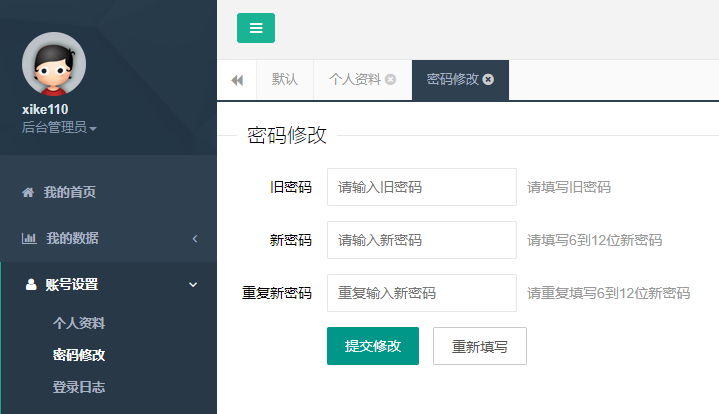 xike110
后台管理员
我的首页
我的数据
账号设置
个人资料
密码修改
登录日志
默认
个人资料
密码修改
密码修改
旧密码 请输入旧密码 请填写旧密码
新密码 请输入新密码 请填写6到12位新密码
重复新密码 重复输入新密码 请重复填写6到12位新密码
提交修改 重新填写